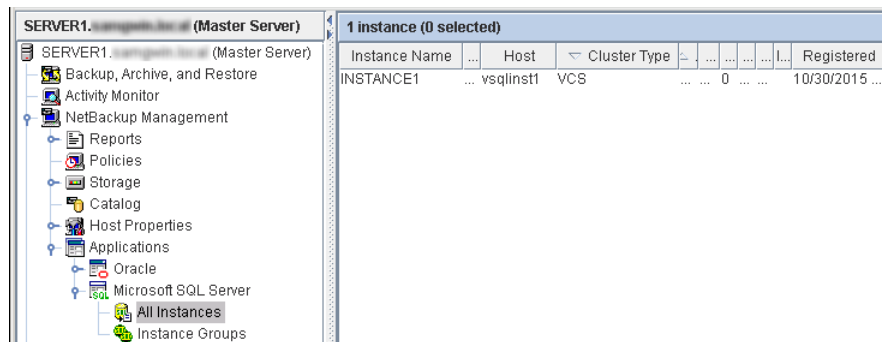 SERVER1. (Master Server)
SERVER1. (Master Server)
Backup, Archive, and Restore
Activity Monitor
NetBackup Management
Reports
Policies
Storage
Catalog
Host Properties
Applications
Oracle
Microsoft SQL Server
SQL
All Instances
Instance Groups
1 instance (0 selected)
Instance Name ... Host Cluster Type . ... ... ... ... I... Registered
INSTANCE1 ... vsqlinst1 VCS ... ... 0 ... ... 10/30/2015 ...